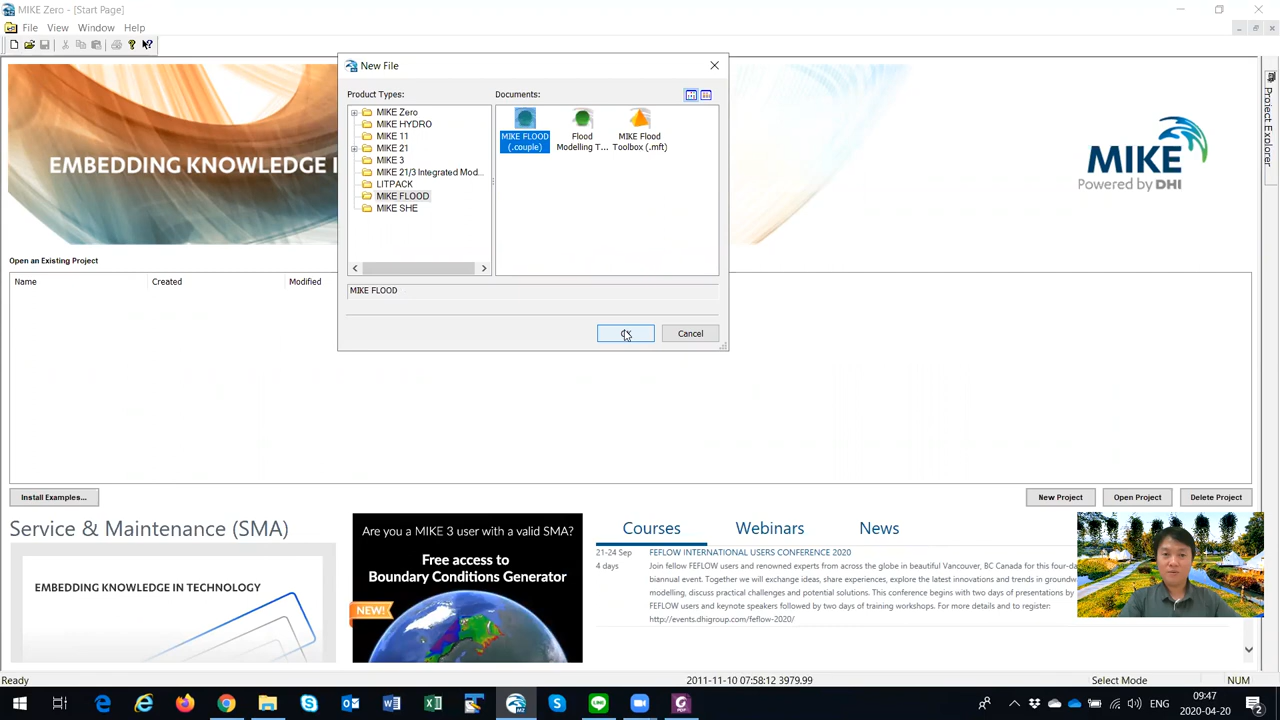 MIKE Zero - [Start Page]
File View Window Help
New File
Product Types:
Documents:
MIKE Zero
MIKE HYDRO
MIKE 11
MIKE 21
MIKE 3
MIKE 21/3 Integrated Mod...
LITPACK
MIKE FLOOD
MIKE SHE
MIKE FLOOD
(.couple)
Flood
Modelling T...
MIKE Flood
Toolbox (.mft)
MIKE FLOOD
Cancel
EMBEDDING KNOWLEDGE I
MIKE
Powered by DHI
Project Explorer
Open an Existing Project
Name Created Modified
Install Examples...
New Project Open Project Delete Project
Service & Maintenance (SMA)
EMBEDDING KNOWLEDGE IN TECHNOLOGY
Are you a MIKE 3 user with a valid SMA?
Free access to
Boundary Conditions Generator
NEW!
Courses Webinars News
21-24 Sep
4 days
FEFLOW INTERNATIONAL USERS CONFERENCE 2020
Join fellow FEFLOW users and renowned experts from across the globe in beautiful Vancouver, BC Canada for this four-da
biannual event. Together we will exchange ideas, share experiences, explore the latest innovations and trends in groundw
modelling, discuss practical challenges and potential solutions. This conference begins with two days of presentations by
FEFLOW users and keynote speakers followed by two days of training workshops. For more details and to register:
http://events.dhigroup.com/feflow-2020/
Ready
2011-11-10 07:58:12 3979.99
Select Mode
NUM
ENG
09:47
2020-04-20
2